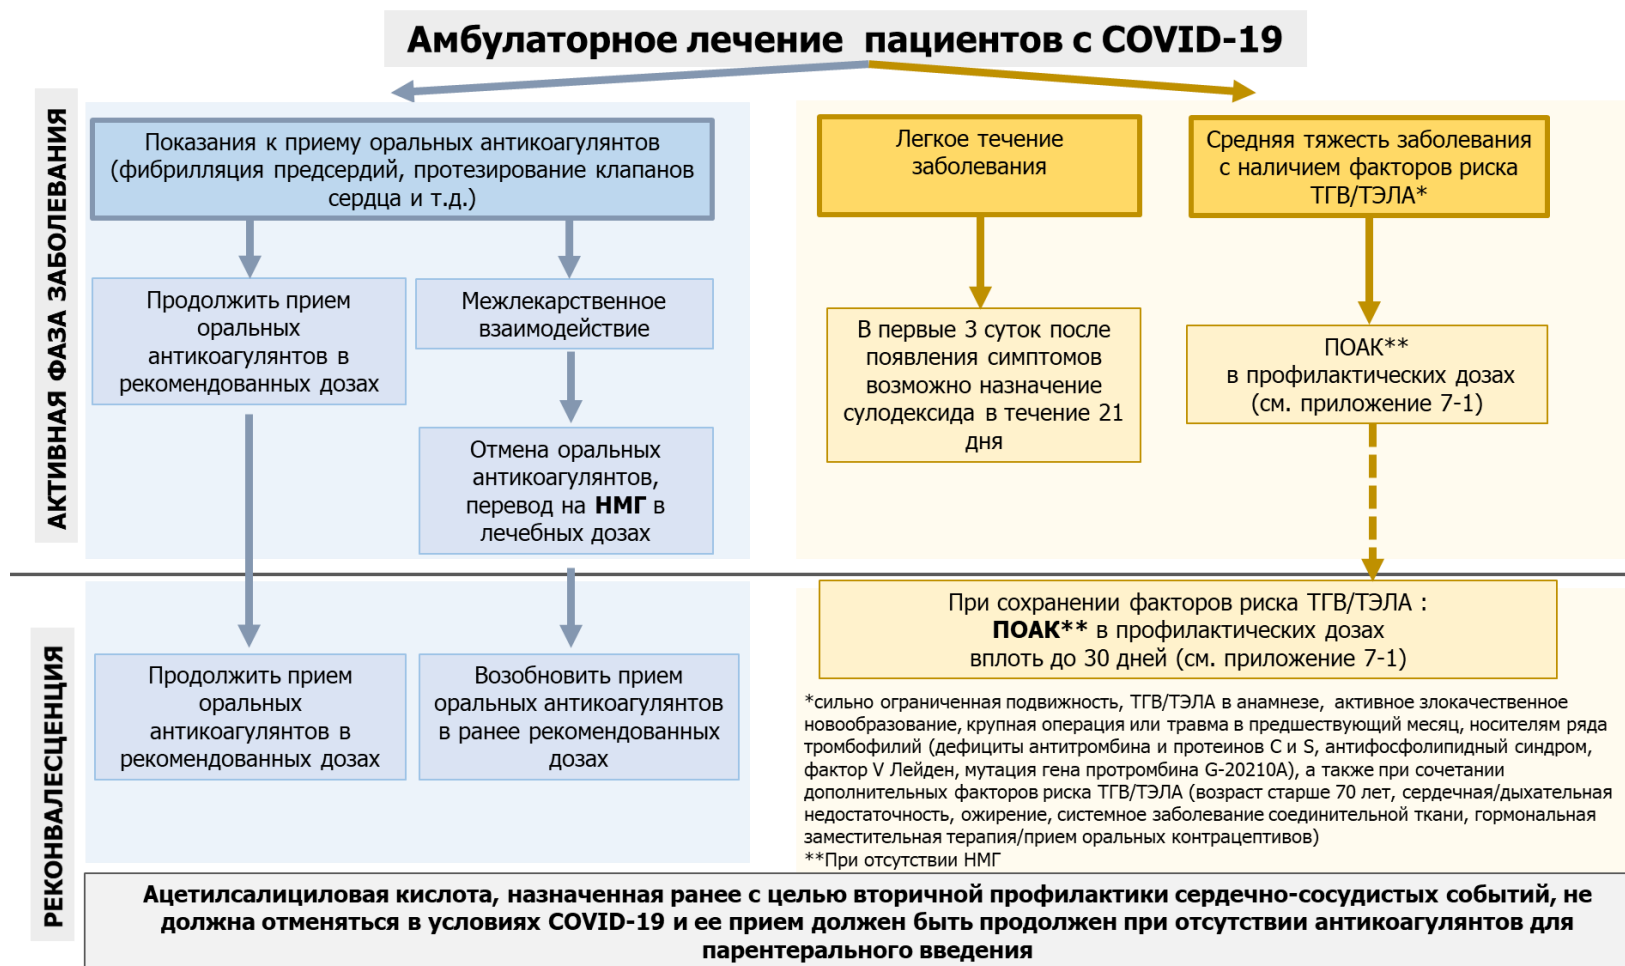 Амбулаторное лечение  пациентов с COVID-19
АКТИВНАЯ ФАЗА ЗАБОЛЕВАНИЯ
Показания к приему оральных антикоагулянтов
(фибрилляция предсердий, протезирование клапанов
сердца и т.д.)
Продолжить прием
оральных
антикоагулянтов в
рекомендованных дозах
Межлекарственное
взаимодействие
Отмена оральных
антикоагулянтов,
перевод на НМГ в
лечебных дозах
Легкое течение
заболевания
В первые 3 суток после
появления симптомов
возможно назначение
сулодексида в течение 21
дня
Средняя тяжесть заболевания
с наличием факторов риска
ТГВ/ТЭЛА*
ПОАК**
в профилактических дозах
(см. приложение 7-1)
РЕКОНВАЛЕСЦЕНЦИЯ
Продолжить прием
оральных
антикоагулянтов в
рекомендованных дозах
Возобновить прием
оральных антикоагулянтов
в ранее рекомендованных
дозах
При сохранении факторов риска ТГВ/ТЭЛА :
ПОАК** в профилактических дозах
вплоть до 30 дней (см. приложение 7-1)
*сильно ограниченная подвижность, ТГВ/ТЭЛА в анамнезе,  активное злокачественное
новообразование, крупная операция или травма в предшествующий месяц, носителям ряда
тромбофилий (дефициты антитромбина и протеинов C и S, антифосфолипидный синдром,
фактор V Лейден, мутация гена протромбина G-20210A), а также при сочетании
дополнительных факторов риска ТГВ/ТЭЛА (возраст старше 70 лет, сердечная/дыхательная
недостаточность, ожирение, системное заболевание соединительной ткани, гормональная
заместительная терапия/прием оральных контрацептивов)
**При отсутствии НМГ
Ацетилсалициловая кислота, назначенная ранее с целью вторичной профилактики сердечно-сосудистых событий, не
должна отменяться в условиях COVID-19 и ее прием должен быть продолжен при отсутствии антикоагулянтов для
парентерального введения